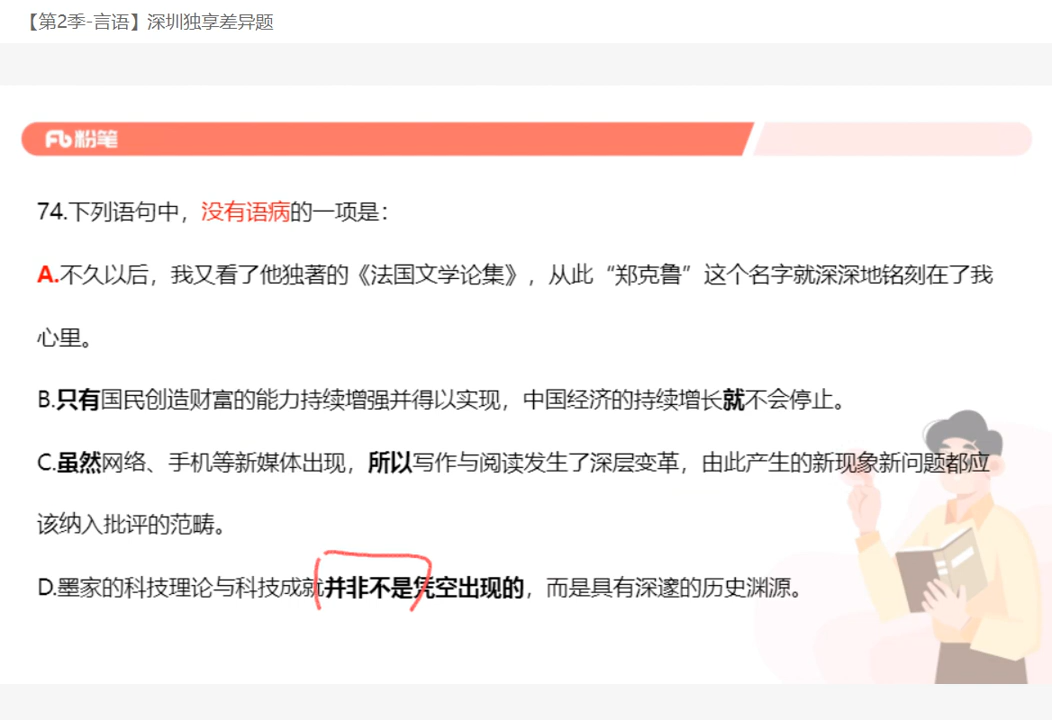 【第2季-言语】深圳独享差异题
粉笔
74.下列语句中，没有语病的一项是：
A.不久以后，我又看了他独著的《法国文学论集》，从此“郑克鲁”这个名字就深深地铭刻在了我
心里。
B.只有国民创造财富的能力持续增强并得以实现，中国经济的持续增长就不会停止。
C.虽然网络、手机等新媒体出现，所以写作与阅读发生了深层变革，由此产生的新现象新问题都应
该纳入批评的范畴。
D.墨家的科技理论与科技成就并非不是凭空出现的，而是具有深邃的历史渊源。